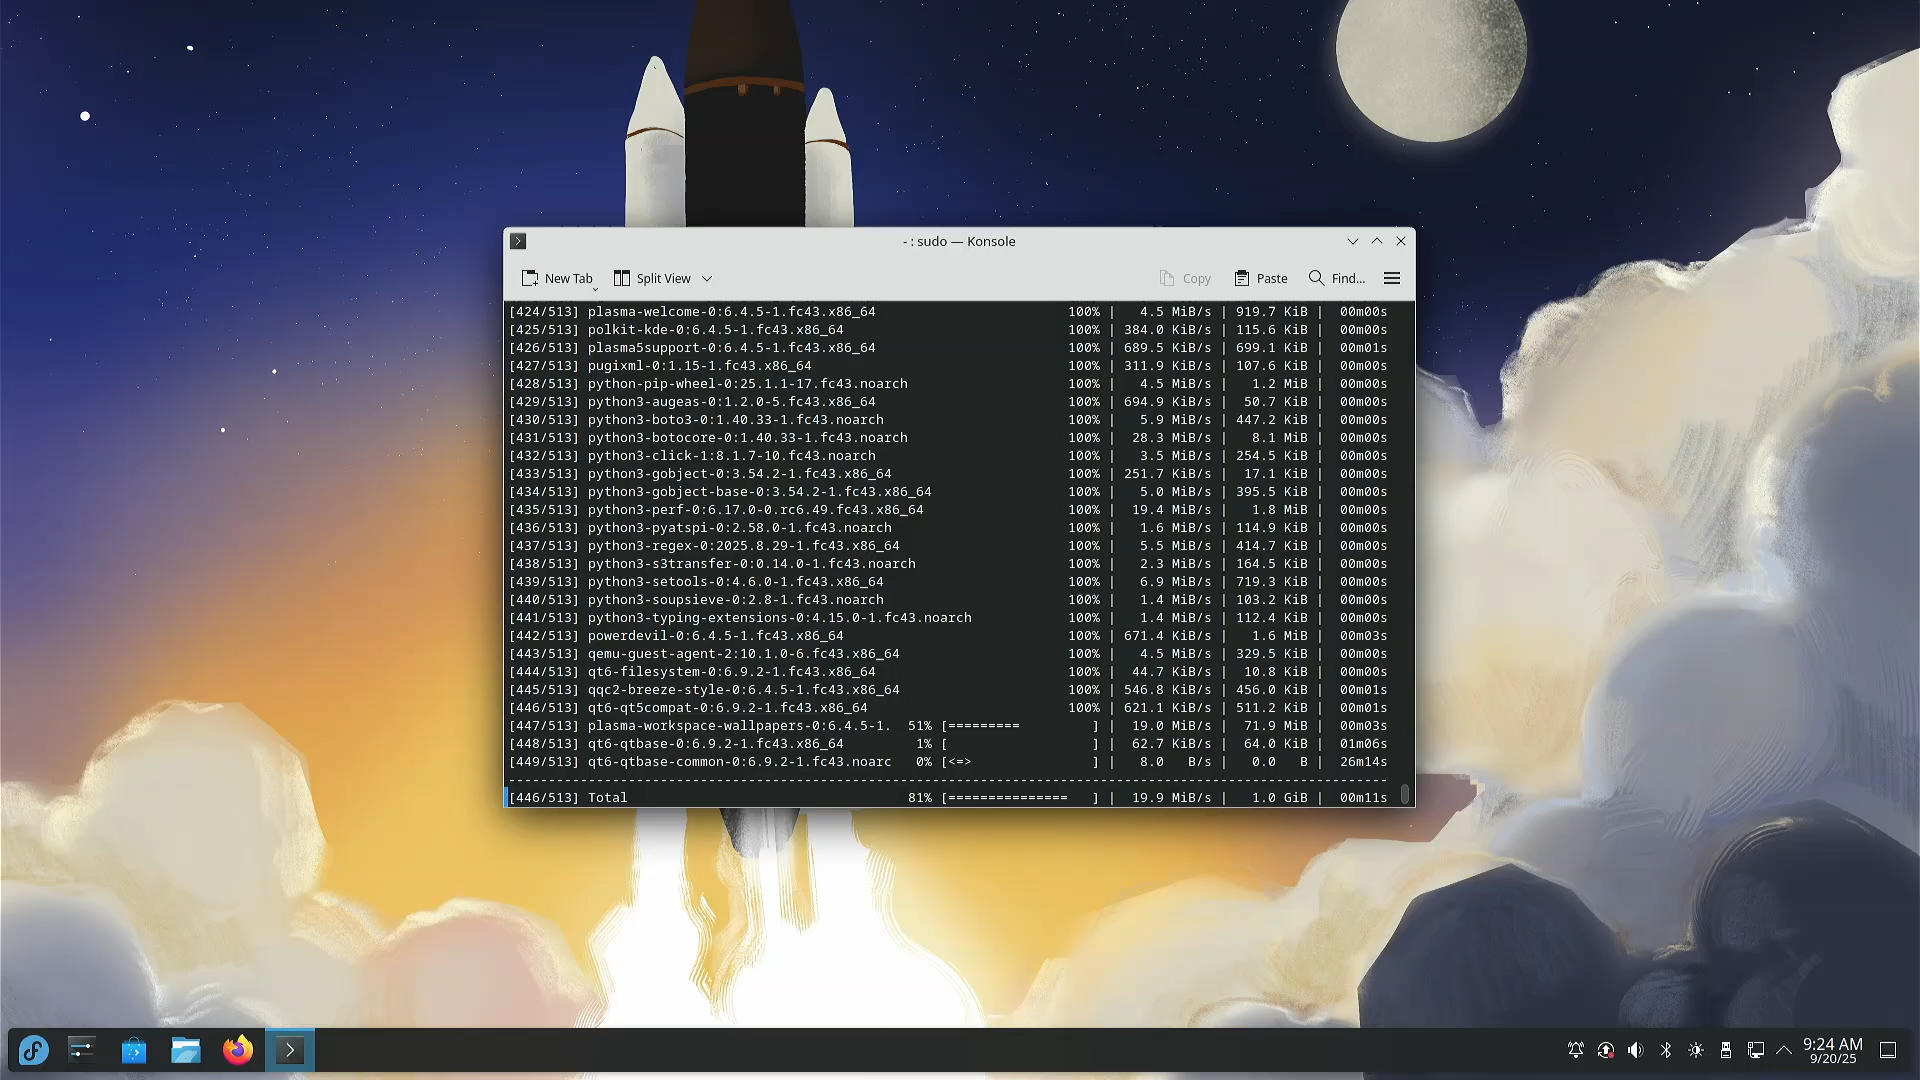 - : sudo — Konsole
New Tab Split View Copy Paste Find...
[424/513] plasma-welcome-0:6.4.5-1.fc43.x86_64 100% | 4.5 MiB/s | 919.7 KiB | 00m00s
[425/513] polkit-kde-0:6.4.5-1.fc43.x86_64 100% | 384.0 KiB/s | 115.6 KiB | 00m00s
[426/513] plasma5support-0:6.4.5-1.fc43.x86_64 100% | 689.5 KiB/s | 699.1 KiB | 00m01s
[427/513] pugixml-0:1.15-1.fc43.x86_64 100% | 311.9 KiB/s | 107.6 KiB | 00m00s
[428/513] python-pip-wheel-0:25.1.1-17.fc43.noarch 100% | 4.5 MiB/s | 1.2 MiB | 00m00s
[429/513] python3-augeas-0:1.2.0-5.fc43.x86_64 100% | 694.9 KiB/s | 50.7 KiB | 00m00s
[430/513] python3-boto3-0:1.40.33-1.fc43.noarch 100% | 5.9 MiB/s | 447.2 KiB | 00m00s
[431/513] python3-botocore-0:1.40.33-1.fc43.noarch 100% | 28.3 MiB/s | 8.1 MiB | 00m00s
[432/513] python3-click-1:8.1.7-10.fc43.noarch 100% | 3.5 MiB/s | 254.5 KiB | 00m00s
[433/513] python3-gobject-0:3.54.2-1.fc43.x86_64 100% | 251.7 KiB/s | 17.1 KiB | 00m00s
[434/513] python3-gobject-base-0:3.54.2-1.fc43.x86_64 100% | 5.0 MiB/s | 395.5 KiB | 00m00s
[435/513] python3-perf-0:6.17.0-0.rc6.49.fc43.x86_64 100% | 19.4 MiB/s | 1.8 MiB | 00m00s
[436/513] python3-pyatspi-0:2.58.0-1.fc43.noarch 100% | 1.6 MiB/s | 114.9 KiB | 00m00s
[437/513] python3-regex-0:2025.8.29-1.fc43.x86_64 100% | 5.5 MiB/s | 414.7 KiB | 00m00s
[438/513] python3-s3transfer-0:0.14.0-1.fc43.noarch 100% | 2.3 MiB/s | 164.5 KiB | 00m00s
[439/513] python3-setools-0:4.6.0-1.fc43.x86_64 100% | 6.9 MiB/s | 719.3 KiB | 00m00s
[440/513] python3-soupsieve-0:2.8-1.fc43.noarch 100% | 1.4 MiB/s | 103.2 KiB | 00m00s
[441/513] python3-typing-extensions-0:4.15.0-1.fc43.noarch 100% | 1.4 MiB/s | 112.4 KiB | 00m00s
[442/513] powerdevil-0:6.4.5-1.fc43.x86_64 100% | 671.4 KiB/s | 1.6 MiB | 00m03s
[443/513] qemu-guest-agent-2:10.1.0-6.fc43.x86_64 100% | 4.5 MiB/s | 329.5 KiB | 00m00s
[444/513] qt6-filesystem-0:6.9.2-1.fc43.x86_64 100% | 44.7 KiB/s | 10.8 KiB | 00m00s
[445/513] qqc2-breeze-style-0:6.4.5-1.fc43.x86_64 100% | 546.8 KiB/s | 456.0 KiB | 00m01s
[446/513] qt6-qt5compat-0:6.9.2-1.fc43.x86_64 100% | 621.1 KiB/s | 511.2 KiB | 00m01s
[447/513] plasma-workspace-wallpapers-0:6.4.5-1. 51% [========= ] | 19.0 MiB/s | 71.9 MiB | 00m03s
[448/513] qt6-qtbase-0:6.9.2-1.fc43.x86_64 1% [ ] | 62.7 KiB/s | 64.0 KiB | 01m06s
[449/513] qt6-qtbase-common-0:6.9.2-1.fc43.noarc 0% [<=> ] | 8.0 B/s | 0.0 B | 26m14s
--------------------------------------------------------------------------------------------------------------
[446/513] Total 81% [=============== ] | 19.9 MiB/s | 1.0 GiB | 00m11s
9:24 AM
9/20/25